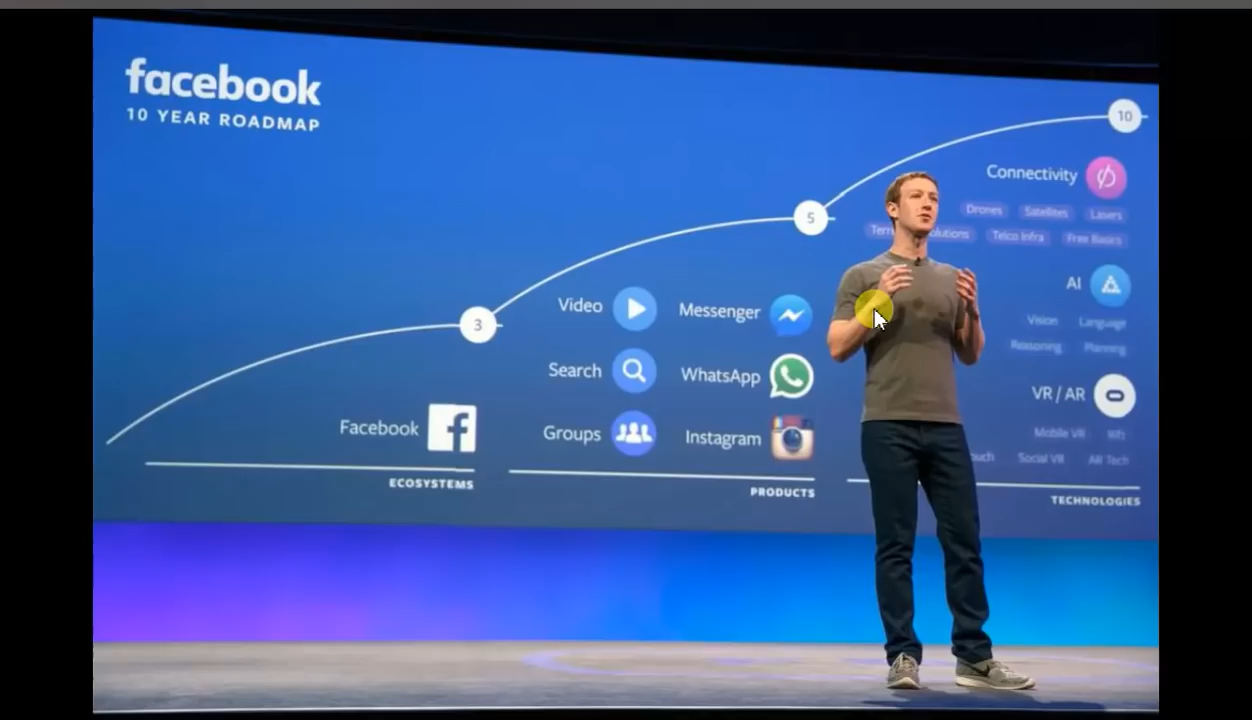 facebook
10 YEAR ROADMAP
10
Connectivity
Drones Satellites Lasers
5
Telco Infra Free Basics
AI
Video Messenger
Vision Language
3
Reasoning Planning
Search WhatsApp
VR / AR
Facebook
Groups Instagram
Mobile VR
Social VR AR Tech
ECOSYSTEMS
PRODUCTS
TECHNOLOGIES